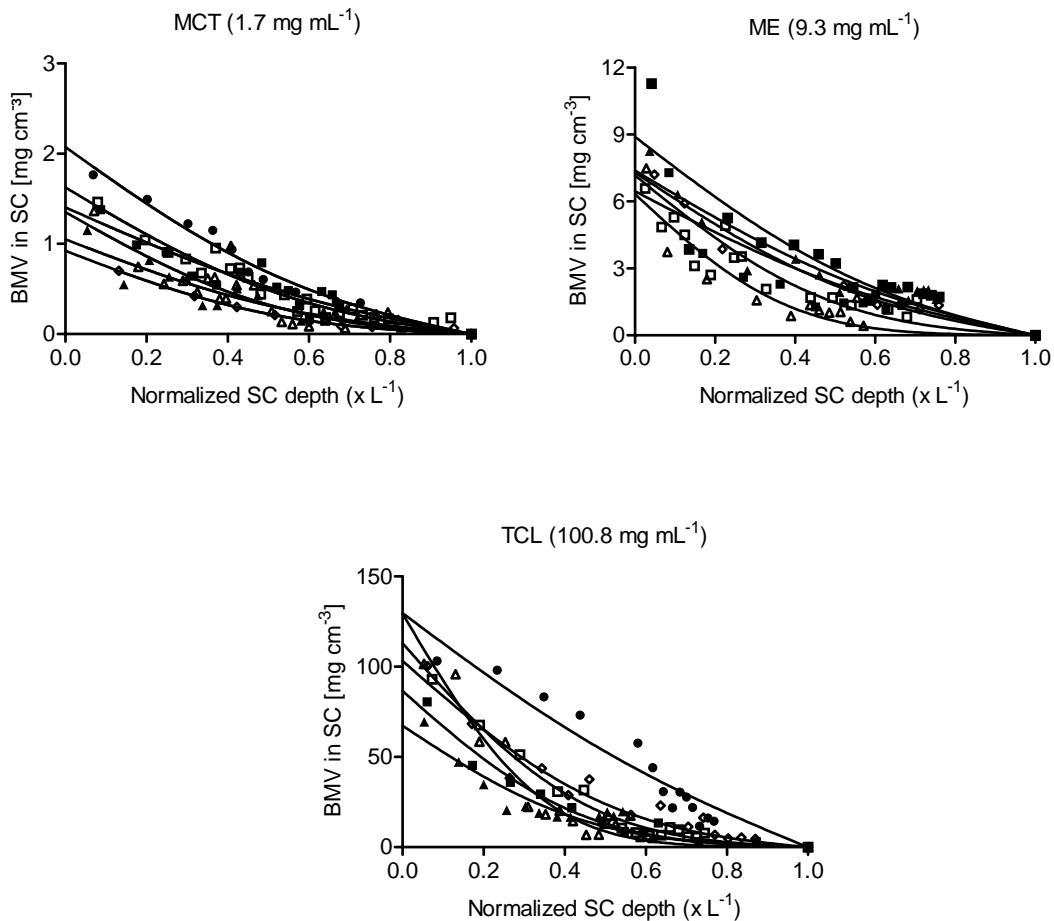 MCT (1.7 mg mL⁻¹)
BMV in SC [mg cm⁻³]
3
2
1
0
0.0 0.2 0.4 0.6 0.8 1.0
Normalized SC depth (x L⁻¹)
ME (9.3 mg mL⁻¹)
BMV in SC [mg cm⁻³]
12
9
6
3
0
0.0 0.2 0.4 0.6 0.8 1.0
Normalized SC depth (x L⁻¹)
TCL (100.8 mg mL⁻¹)
BMV in SC [mg cm⁻³]
150
100
50
0
0.0 0.2 0.4 0.6 0.8 1.0
Normalized SC depth (x L⁻¹)